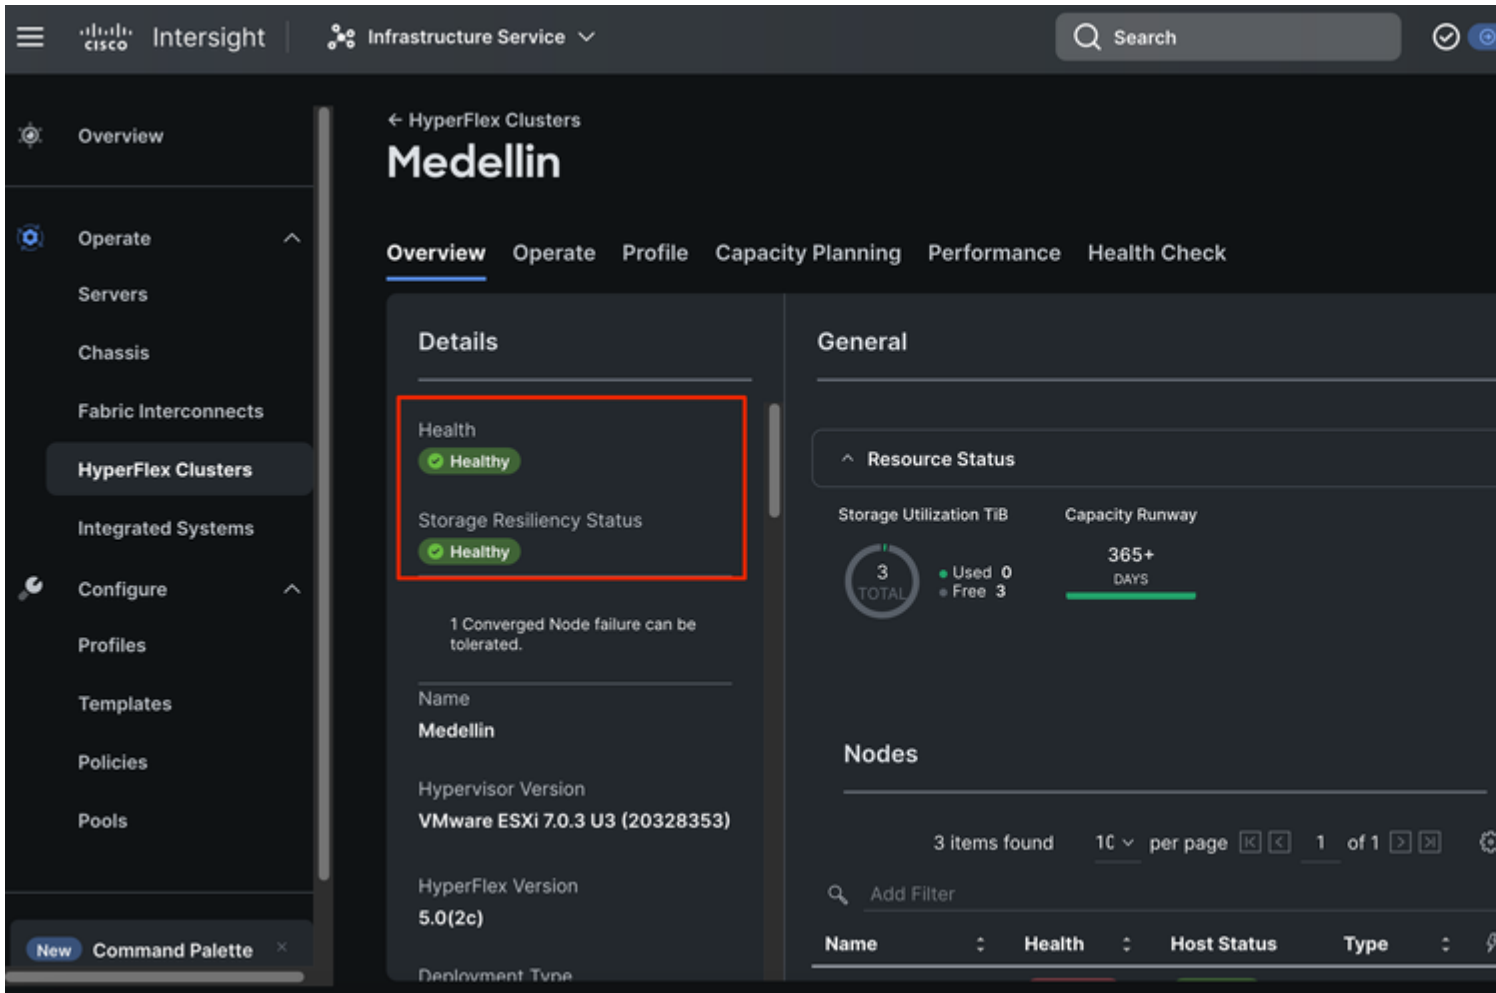 cisco Intersight
Infrastructure Service
Search
Overview
Operate
Servers
Chassis
Fabric Interconnects
HyperFlex Clusters
Integrated Systems
Configure
Profiles
Templates
Policies
Pools
New Command Palette
← HyperFlex Clusters
Medellin
Overview Operate Profile Capacity Planning Performance Health Check
Details
Health
Healthy
Storage Resiliency Status
Healthy
1 Converged Node failure can be
tolerated.
Name
Medellin
Hypervisor Version
VMware ESXi 7.0.3 U3 (20328353)
HyperFlex Version
5.0(2c)
Deployment Type
General
Resource Status
Storage Utilization TiB
3
TOTAL
Used 0
Free 3
Capacity Runway
365+
DAYS
Nodes
3 items found 10 per page 1 of 1
Add Filter
Name Health Host Status Type